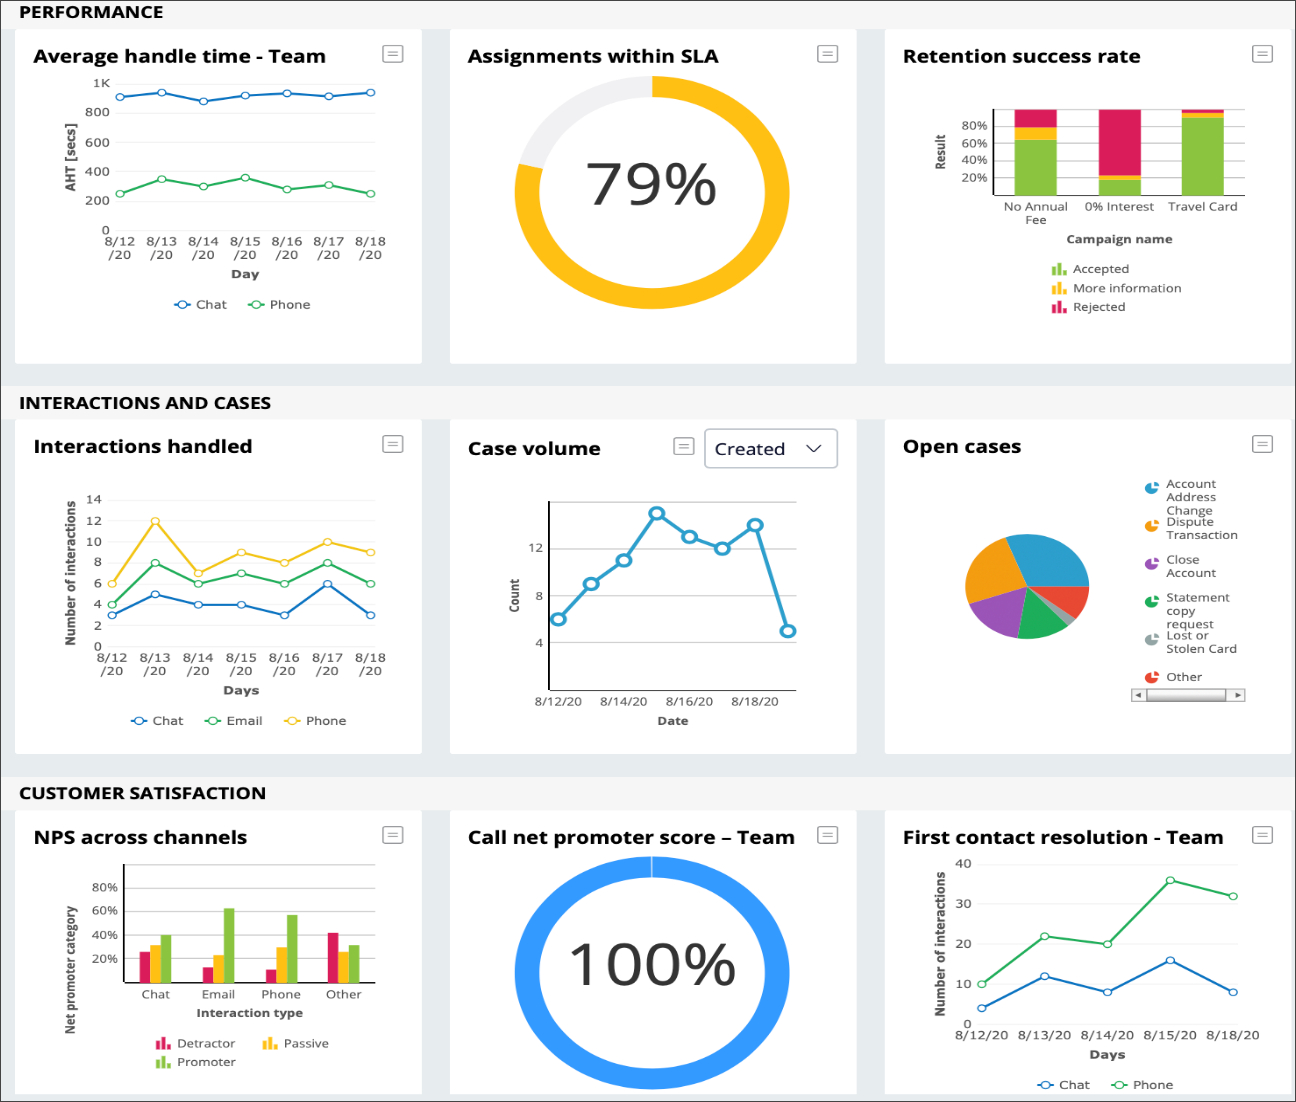 PERFORMANCE
Average handle time - Team
1K
800
600
400
200
0
AHT [secs]
8/12 8/13 8/14 8/15 8/16 8/17 8/18
/20 /20 /20 /20 /20 /20 /20
Day
Chat Phone
Assignments within SLA
79%
Retention success rate
80%
60%
40%
20%
Result
No Annual 0% Interest Travel Card
Fee
Campaign name
Accepted
More information
Rejected
INTERACTIONS AND CASES
Interactions handled
14
12
10
8
6
4
2
0
Number of interactions
8/12 8/13 8/14 8/15 8/16 8/17 8/18
/20 /20 /20 /20 /20 /20 /20
Days
Chat Email Phone
Case volume
Created
12
8
4
Count
8/12/20 8/14/20 8/16/20 8/18/20
Date
Open cases
Account
Address
Change
Dispute
Transaction
Close
Account
Statement
copy
request
Lost or
Stolen Card
Other
CUSTOMER SATISFACTION
NPS across channels
80%
60%
40%
20%
Net promoter category
Chat Email Phone Other
Interaction type
Detractor Passive
Promoter
Call net promoter score – Team
100%
First contact resolution - Team
40
30
20
10
0
Number of interactions
8/12/20 8/13/20 8/14/20 8/15/20 8/18/20
Days
Chat Phone